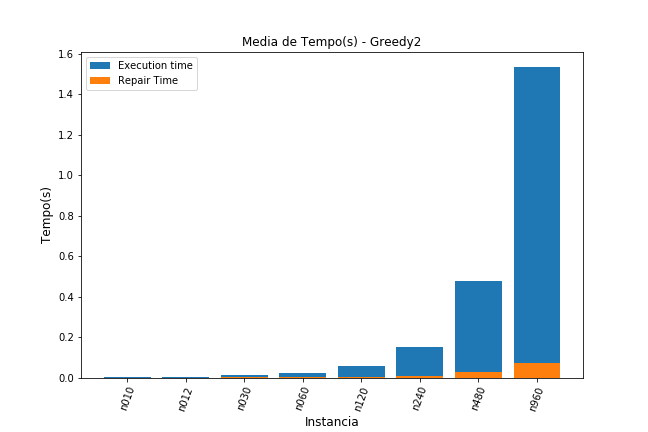 Media de Tempo(s) - Greedy2
Execution time
Repair Time
Tempo(s)
1.6
1.4
1.2
1.0
0.8
0.6
0.4
0.2
0.0
n010
n012
n030
n060
n120
n240
n480
n960
Instancia